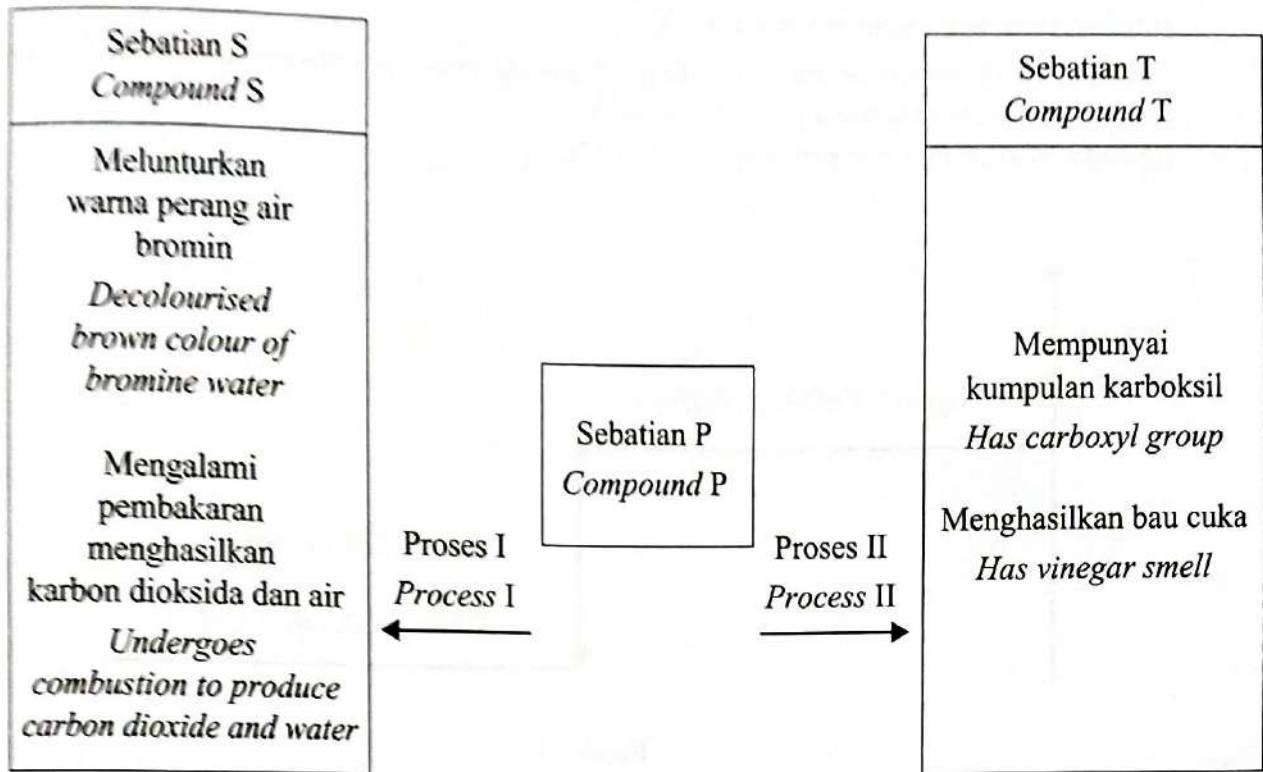 Sebatian S
Compound S
Melunturkan
warna perang air
bromin
Decolourised
brown colour of
bromine water
Mengalami
pembakaran
menghasilkan
karbon dioksida dan air
Undergoes
combustion to produce
carbon dioxide and water
Proses I
Process I
Sebatian P
Compound P
Proses II
Process II
Sebatian T
Compound T
Mempunyai
kumpulan karboksil
Has carboxyl group
Menghasilkan bau cuka
Has vinegar smell